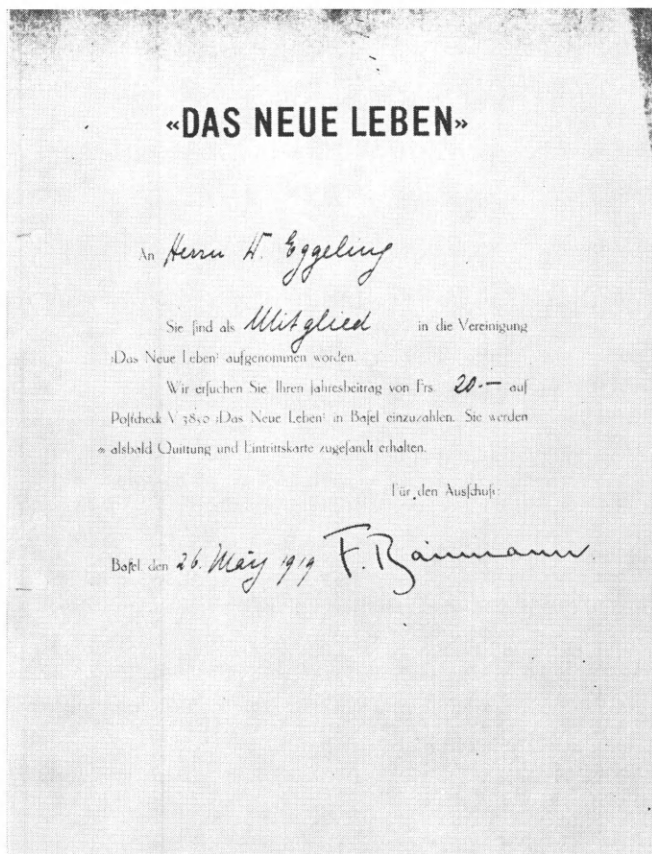 «DAS NEUE LEBEN»
An Herrn V. Eggeling
Sie ſind als Mitglied in die Vereinigung
›Das Neue Leben‹ aufgenommen worden.
Wir erſuchen Sie, Ihren Jahresbeitrag von Frs. 20.— auf
Poſtcheck V 3850 ›Das Neue Leben‹ in Baſel einzuzahlen. Sie werden
alsbald Quittung und Eintrittskarte zugeſandt erhalten.
Für den Ausſchuß:
Baſel, den 26. März 1919 F. Baumann.